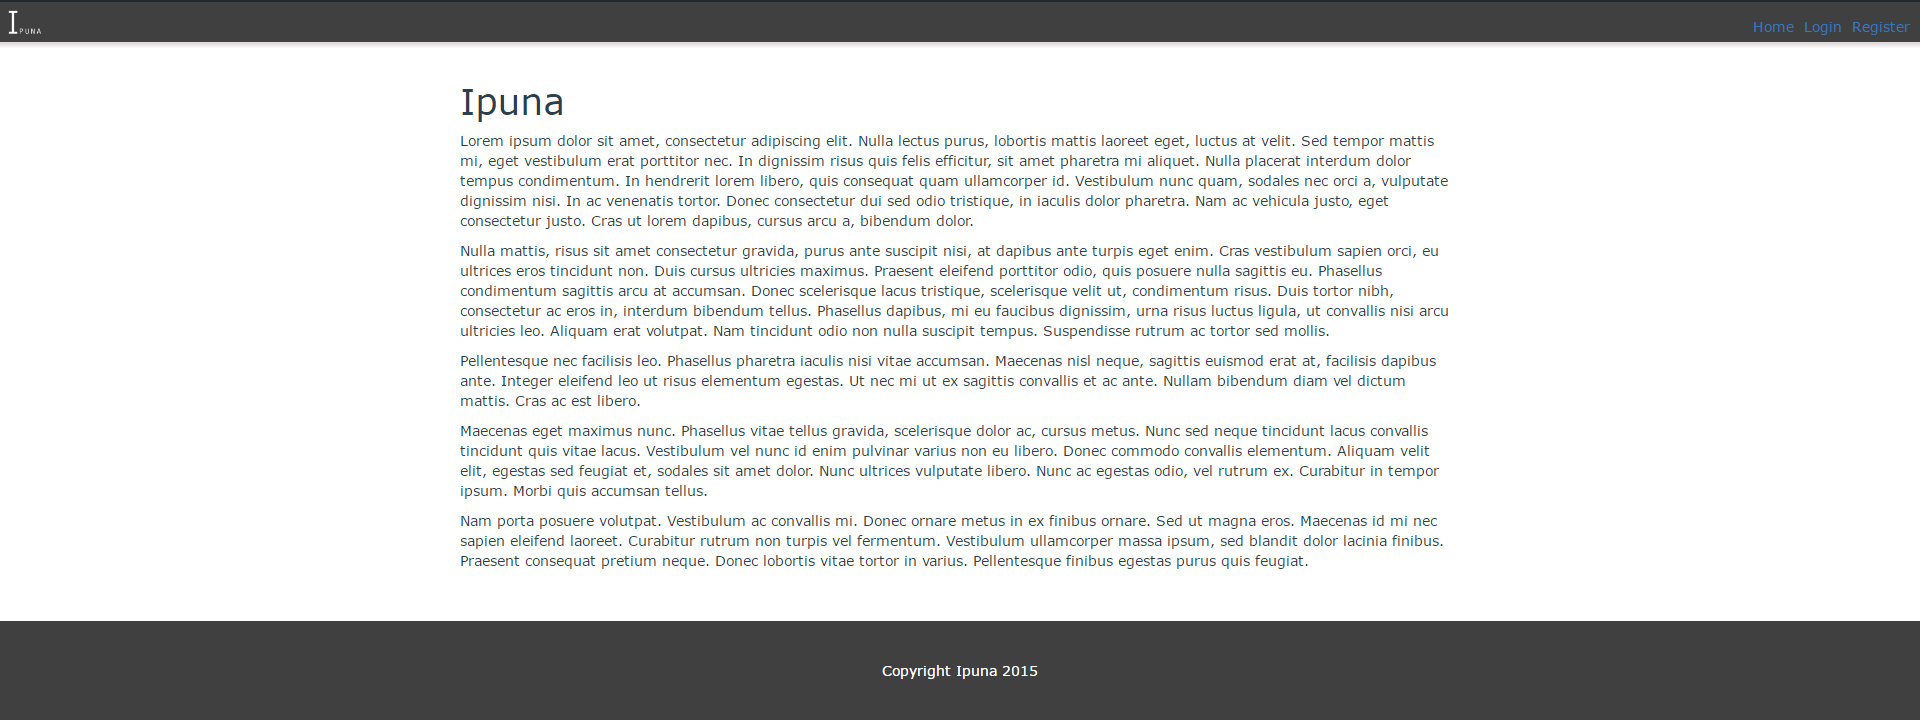 IPUNA
Home Login Register
Ipuna
Lorem ipsum dolor sit amet, consectetur adipiscing elit. Nulla lectus purus, lobortis mattis laoreet eget, luctus at velit. Sed tempor mattis
mi, eget vestibulum erat porttitor nec. In dignissim risus quis felis efficitur, sit amet pharetra mi aliquet. Nulla placerat interdum dolor
tempus condimentum. In hendrerit lorem libero, quis consequat quam ullamcorper id. Vestibulum nunc quam, sodales nec orci a, vulputate
dignissim nisi. In ac venenatis tortor. Donec consectetur dui sed odio tristique, in iaculis dolor pharetra. Nam ac vehicula justo, eget
consectetur justo. Cras ut lorem dapibus, cursus arcu a, bibendum dolor.
Nulla mattis, risus sit amet consectetur gravida, purus ante suscipit nisi, at dapibus ante turpis eget enim. Cras vestibulum sapien orci, eu
ultrices eros tincidunt non. Duis cursus ultricies maximus. Praesent eleifend porttitor odio, quis posuere nulla sagittis eu. Phasellus
condimentum sagittis arcu at accumsan. Donec scelerisque lacus tristique, scelerisque velit ut, condimentum risus. Duis tortor nibh,
consectetur ac eros in, interdum bibendum tellus. Phasellus dapibus, mi eu faucibus dignissim, urna risus luctus ligula, ut convallis nisi arcu
ultricies leo. Aliquam erat volutpat. Nam tincidunt odio non nulla suscipit tempus. Suspendisse rutrum ac tortor sed mollis.
Pellentesque nec facilisis leo. Phasellus pharetra iaculis nisi vitae accumsan. Maecenas nisl neque, sagittis euismod erat at, facilisis dapibus
ante. Integer eleifend leo ut risus elementum egestas. Ut nec mi ut ex sagittis convallis et ac ante. Nullam bibendum diam vel dictum
mattis. Cras ac est libero.
Maecenas eget maximus nunc. Phasellus vitae tellus gravida, scelerisque dolor ac, cursus metus. Nunc sed neque tincidunt lacus convallis
tincidunt quis vitae lacus. Vestibulum vel nunc id enim pulvinar varius non eu libero. Donec commodo convallis elementum. Aliquam velit
elit, egestas sed feugiat et, sodales sit amet dolor. Nunc ultrices vulputate libero. Nunc ac egestas odio, vel rutrum ex. Curabitur in tempor
ipsum. Morbi quis accumsan tellus.
Nam porta posuere volutpat. Vestibulum ac convallis mi. Donec ornare metus in ex finibus ornare. Sed ut magna eros. Maecenas id mi nec
sapien eleifend laoreet. Curabitur rutrum non turpis vel fermentum. Vestibulum ullamcorper massa ipsum, sed blandit dolor lacinia finibus.
Praesent consequat pretium neque. Donec lobortis vitae tortor in varius. Pellentesque finibus egestas purus quis feugiat.
Copyright Ipuna 2015